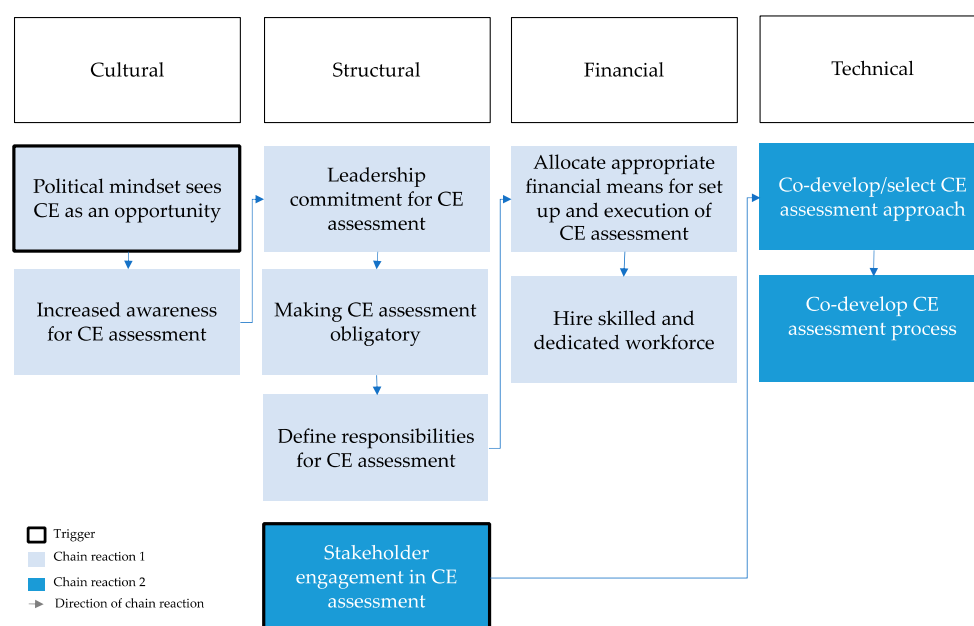 Cultural
Structural
Financial
Technical
Political mindset sees
CE as an opportunity
Increased awareness
for CE assessment
Leadership
commitment for CE
assessment
Making CE assessment
obligatory
Define responsibilities
for CE assessment
Stakeholder
engagement in CE
assessment
Allocate appropriate
financial means for set
up and execution of
CE assessment
Hire skilled and
dedicated workforce
Co-develop/select CE
assessment approach
Co-develop CE
assessment process
Trigger
Chain reaction 1
Chain reaction 2
Direction of chain reaction